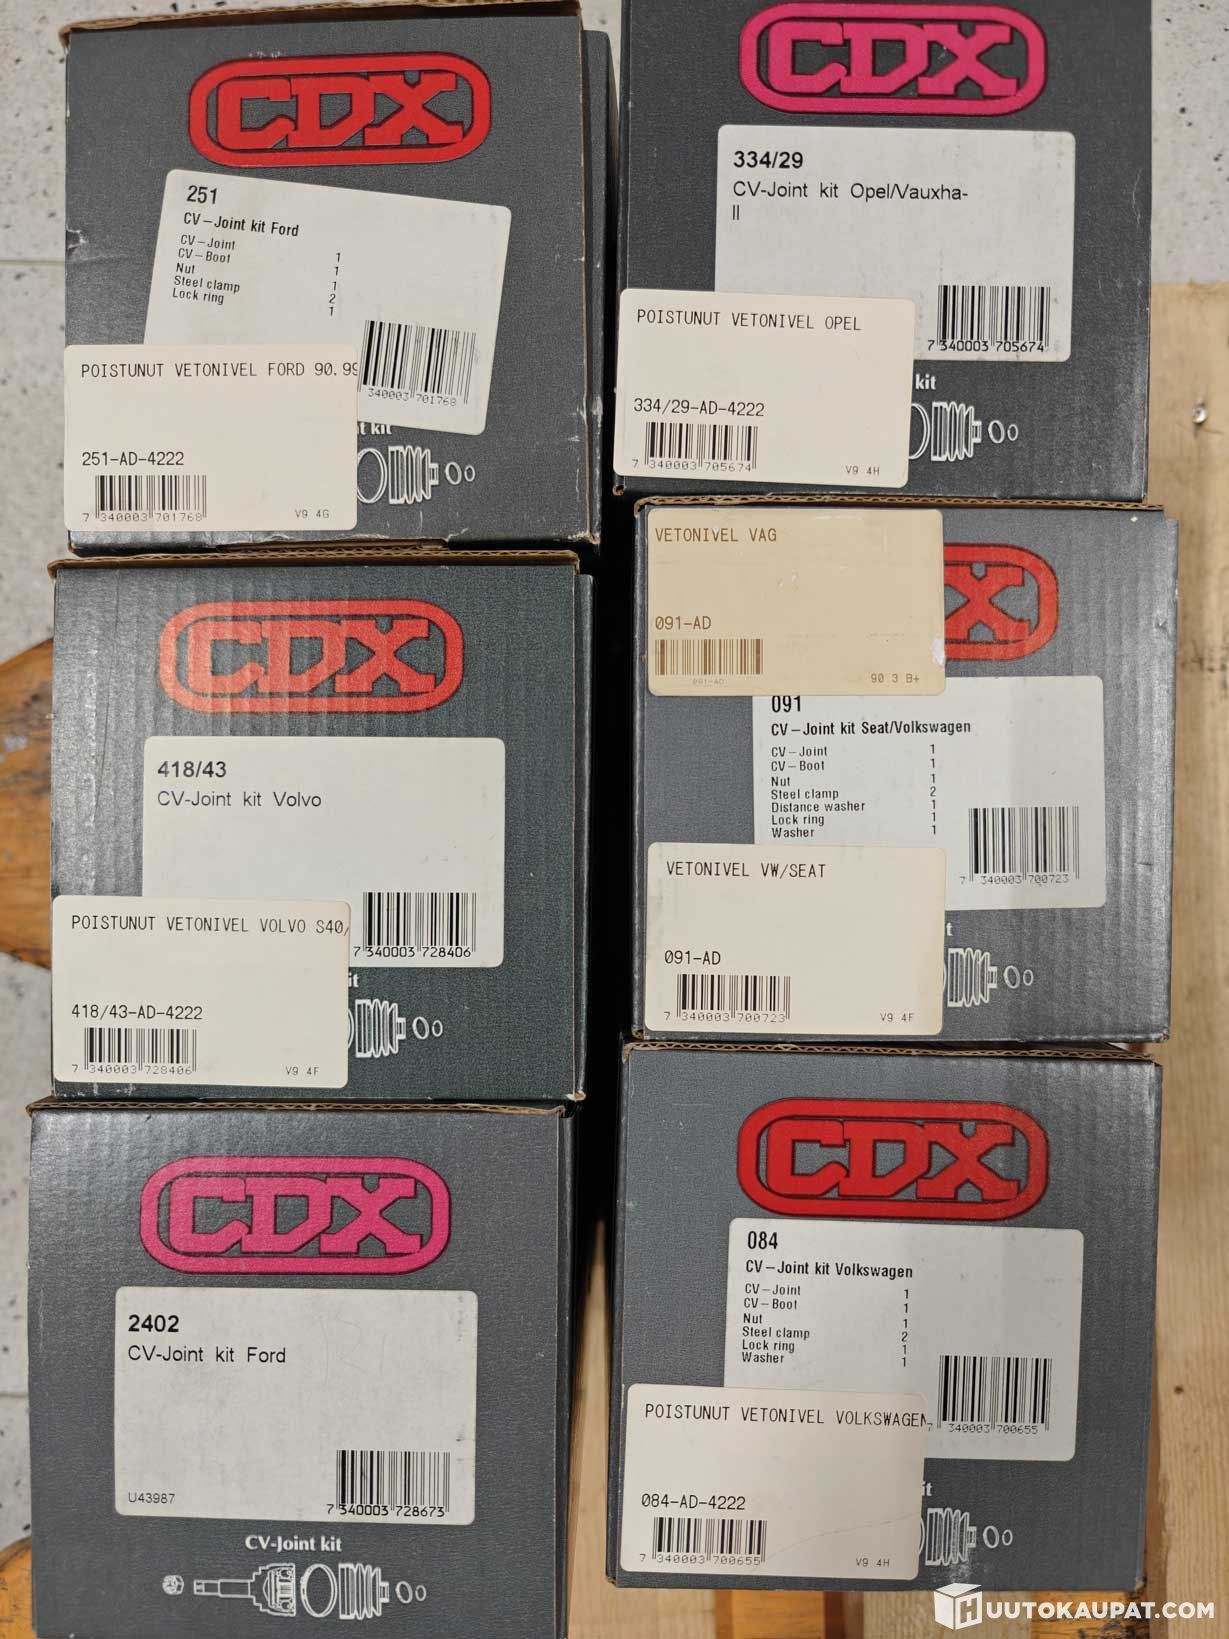 CDX
251
CV-Joint kit Ford
CV-Joint 1
CV-Boot 1
Nut 1
Steel clamp 2
Lock ring 1
340003 701768
POISTUNUT VETONIVEL FORD 90.99
251-AD-4222
7 340003 701768
V9 4G
t kit
CDX
334/29
CV-Joint kit Opel/Vauxha-
ll
7 340003 705674
POISTUNUT VETONIVEL OPEL
334/29-AD-4222
7 340003 705674
V9 4H
kit
CDX
418/43
CV-Joint kit Volvo
7 340003 728406
POISTUNUT VETONIVEL VOLVO S40/
418/43-AD-4222
7 340003 728406
V9 4F
it
VETONIVEL VAG
091-AD
091-AD
90 3 B+
X
091
CV-Joint kit Seat/Volkswagen
CV-Joint 1
CV-Boot 1
Nut 1
Steel clamp 2
Distance washer 1
Lock ring 1
Washer 1
7 340003 700723
VETONIVEL VW/SEAT
091-AD
7 340003 700723
V9 4F
t
CDX
2402
CV-Joint kit Ford
U43987
7 340003 728673
CV-Joint kit
CDX
084
CV-Joint kit Volkswagen
CV-Joint 1
CV-Boot 1
Nut 1
Steel clamp 2
Lock ring 1
Washer 1
7 340003 700655
POISTUNUT VETONIVEL VOLKSWAGEN
084-AD-4222
7 340003 700655
V9 4H
it
HUUTOKAUPAT.COM